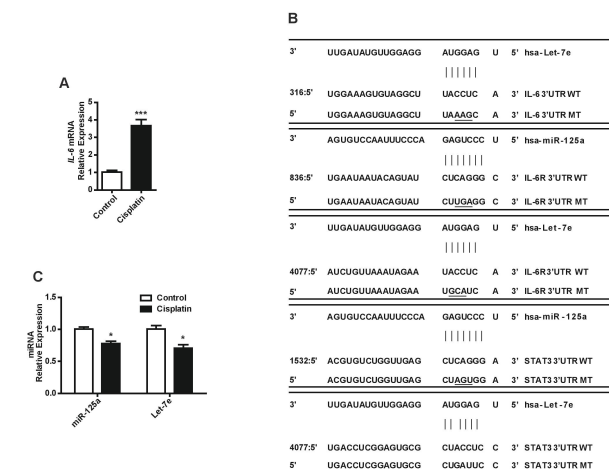 A
IL-6 mRNA
Relative Expression
5
4
3
2
1
0
***
Control
Cisplatin
B
3' UUGAUAUGUUGGAGG AUGGAG U 5' hsa-Let-7e
||||||
316:5' UGGAAAGUGUAGGCU UACCUC A 3' IL-6 3'UTR WT
5' UGGAAAGUGUAGGCU UAAAGC A 3' IL-6 3'UTR MT
3' AGUGUCCAAUUUCCCA GAGUCCC U 5' hsa-miR-125a
|||||||
836:5' UGAAUAAUACAGUAU CUCAGGG C 3' IL-6R 3'UTR WT
5' UGAAUAAUACAGUAU CUUGAGG C 3' IL-6R 3'UTR MT
3' UUGAUAUGUUGGAGG AUGGAG U 5' hsa-Let-7e
||||||
4077:5' AUCUGUUAAAUAGAA UACCUC A 3' IL-6R 3'UTR WT
5' AUCUGUUAAAUAGAA UGCAUC A 3' IL-6R 3'UTR MT
3' AGUGUCCAAUUUCCCA GAGUCCC U 5' hsa-miR-125a
|||||||
1532:5' ACGUGUCUGGUUGAG CUCAGGG A 3' STAT3 3'UTR WT
5' ACGUGUCUGGUUGAG CUAGUGG A 3' STAT3 3'UTR MT
3' UUGAUAUGUUGGAGG AUGGAG U 5' hsa-Let-7e
|| ||||
4077:5' UGACCUCGGAGUGCG CUACCUC C 3' STAT3 3'UTR WT
5' UGACCUCGGAGUGCG CUGAUUC C 3' STAT3 3'UTR MT
C
miRNA
Relative Expression
1.5
1.0
0.5
0.0
Control
Cisplatin
*
*
miR-125a
Let-7e